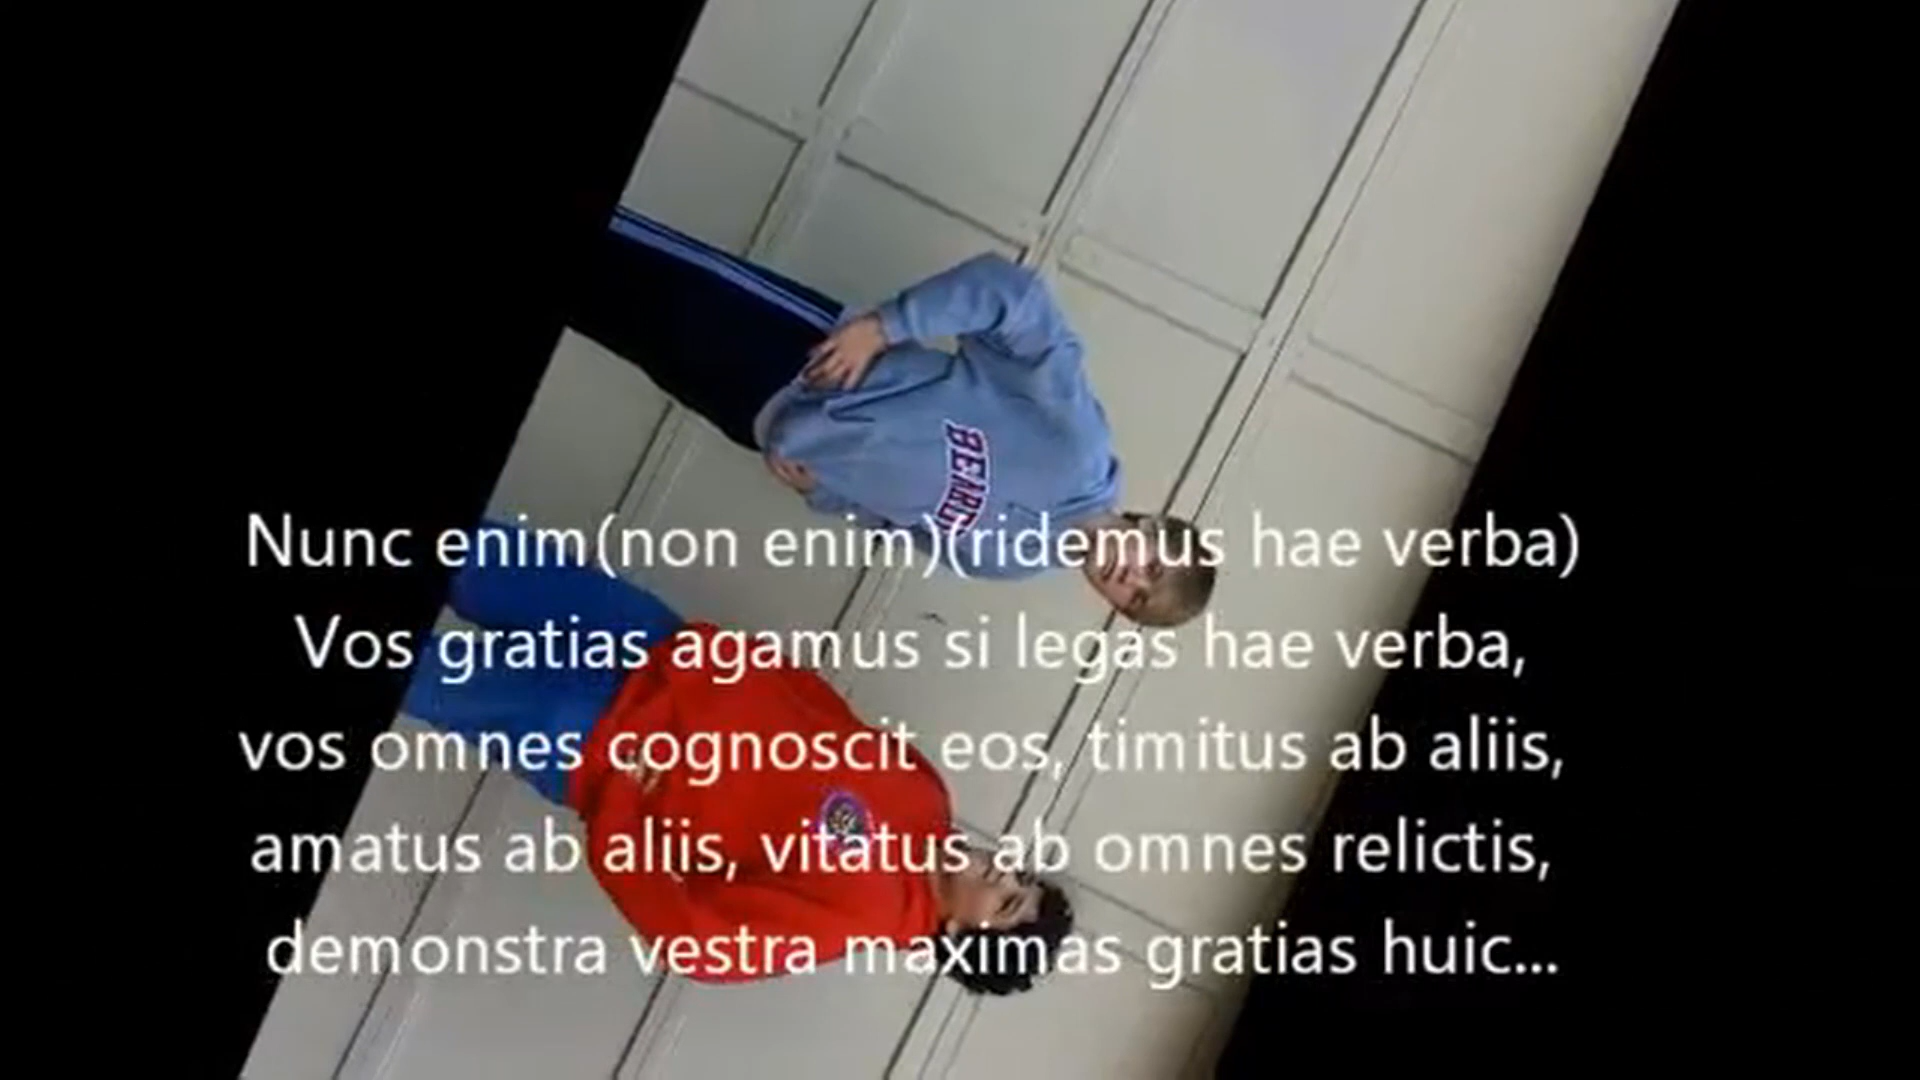 BEARD
Nunc enim(non enim)(ridemus hae verba)
Vos gratias agamus si legas hae verba,
vos omnes cognoscit eos, timitus ab aliis,
amatus ab aliis, vitatus ab omnes relictis,
demonstra vestra maximas gratias huic...